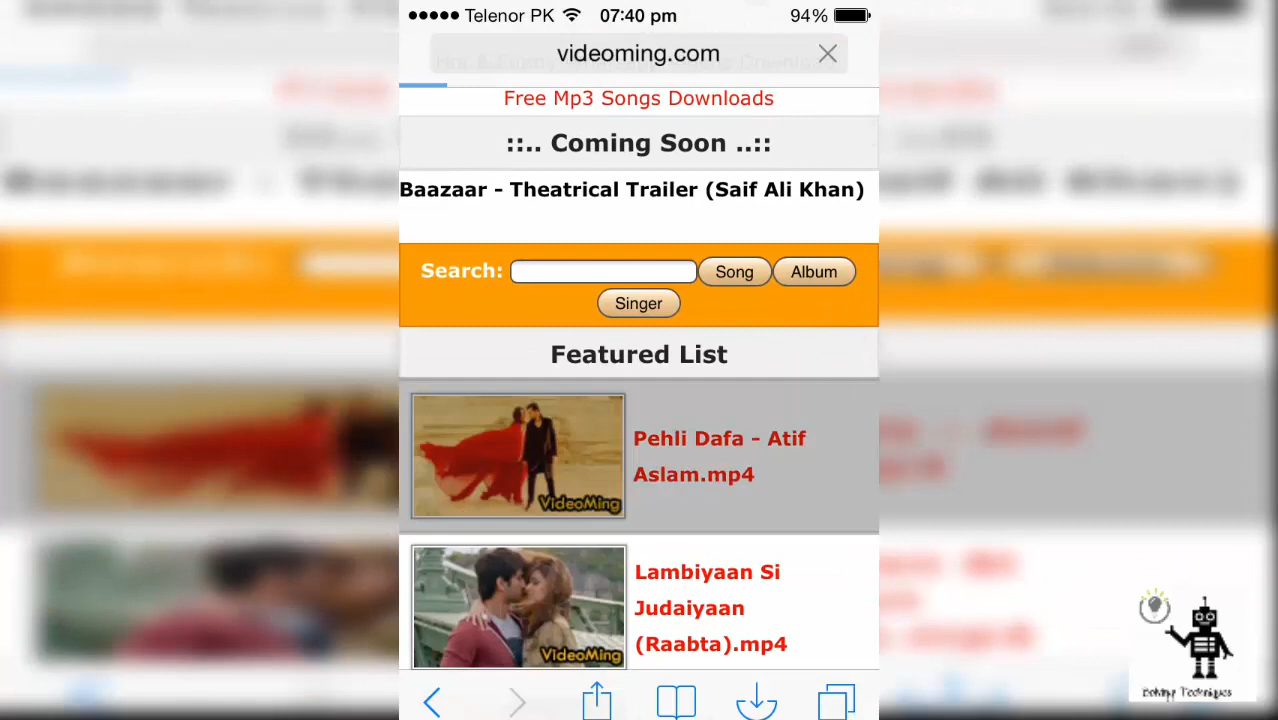 Telenor PK 07:40 pm 94%
videoming.com
Free Mp3 Songs Downloads
::.. Coming Soon ..::
Baazaar - Theatrical Trailer (Saif Ali Khan)
Search: Song Album
Singer
Featured List
Pehli Dafa - Atif
Aslam.mp4
VideoMing
Lambiyaan Si
Judaiyaan
(Raabta).mp4
VideoMing
Solving Techniques